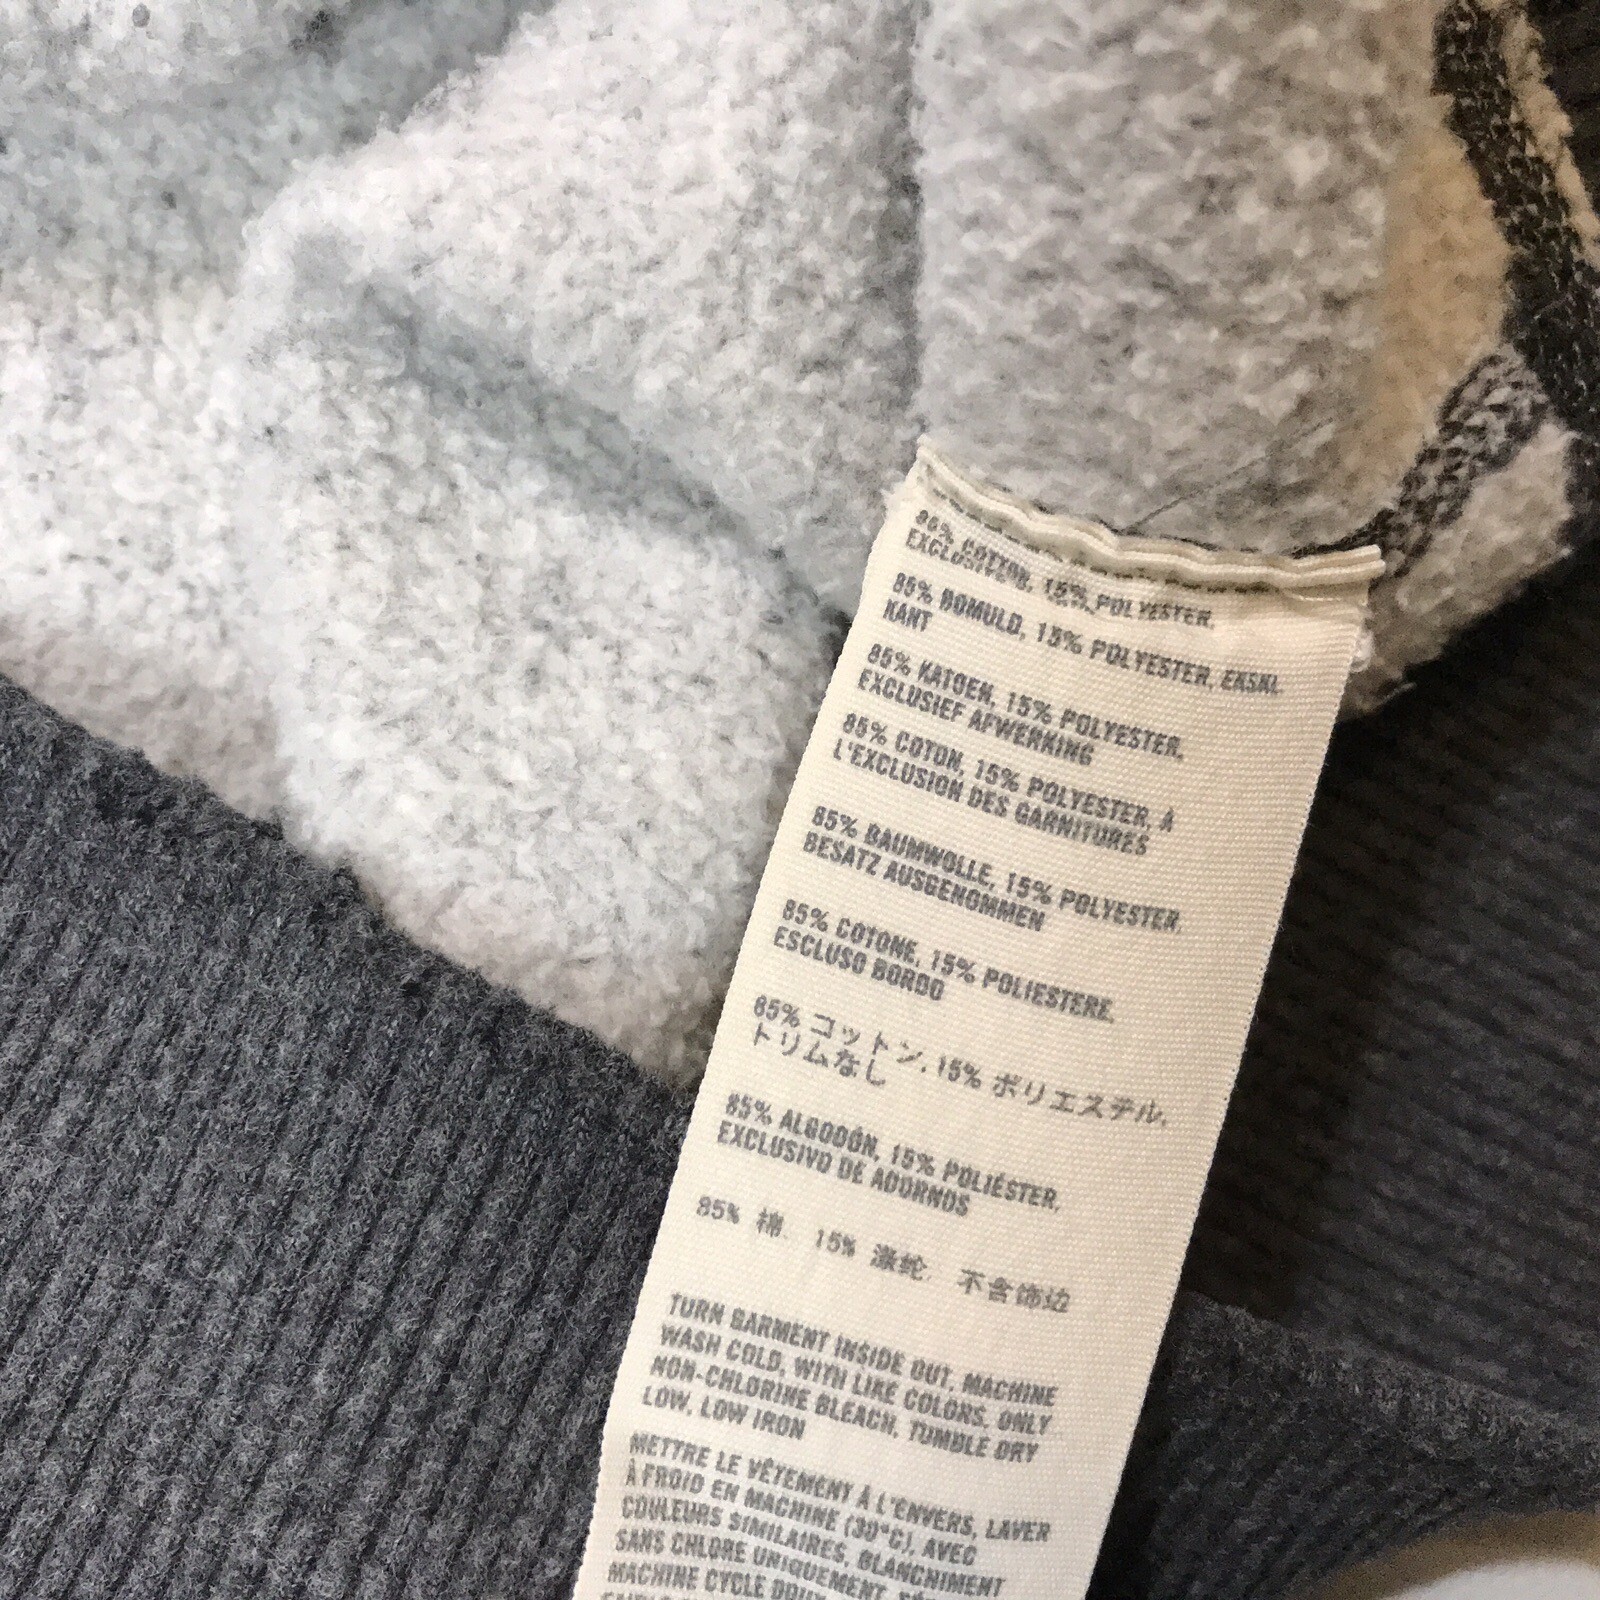 85% COTTON, 15% POLYESTER,
85% BOMULD, 15% POLYESTER, EKSKL.
KANT
85% KATOEN, 15% POLYESTER,
EXCLUSIEF AFWERKING
85% COTON, 15% POLYESTER, À
L'EXCLUSION DES GARNITURES
85% BAUMWOLLE, 15% POLYESTER,
BESATZ AUSGENOMMEN
85% COTONE, 15% POLIESTERE,
ESCLUSO BORDO
85% コットン, 15% ポリエステル,
トリムなし
85% ALGODÓN, 15% POLIÉSTER,
EXCLUSIVO DE ADORNOS
85% 棉, 15% 涤纶, 不含饰边
TURN GARMENT INSIDE OUT, MACHINE
WASH COLD, WITH LIKE COLORS, ONLY
NON-CHLORINE BLEACH, TUMBLE DRY
LOW, LOW IRON
METTRE LE VÊTEMENT À L'ENVERS, LAVER
À FROID EN MACHINE (30°C), AVEC
COULEURS SIMILAIRES, BLANCHIMENT
SANS CHLORE UNIQUEMENT,
MACHINE CYCLE